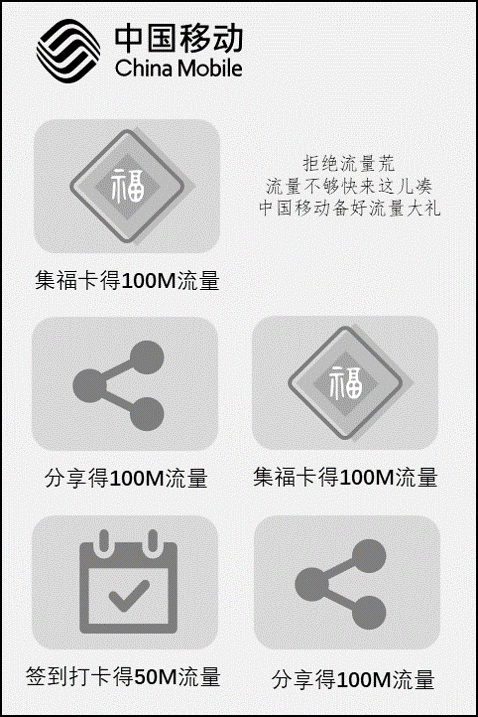 中国移动
China Mobile
福
拒绝流量荒
流量不够快来这儿凑
中国移动备好流量大礼
集福卡得100M流量
福
分享得100M流量
集福卡得100M流量
签到打卡得50M流量
分享得100M流量